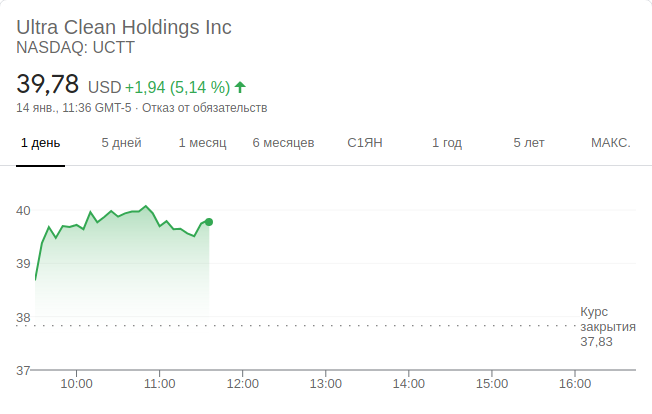 Ultra Clean Holdings Inc
NASDAQ: UCTT
39,78 USD +1,94 (5,14 %)
14 янв., 11:36 GMT-5 · Отказ от обязательств
1 день 5 дней 1 месяц 6 месяцев С1ЯН 1 год 5 лет МАКС.
40
39
38
Курс
закрытия
37,83
37
10:00 11:00 12:00 13:00 14:00 15:00 16:00